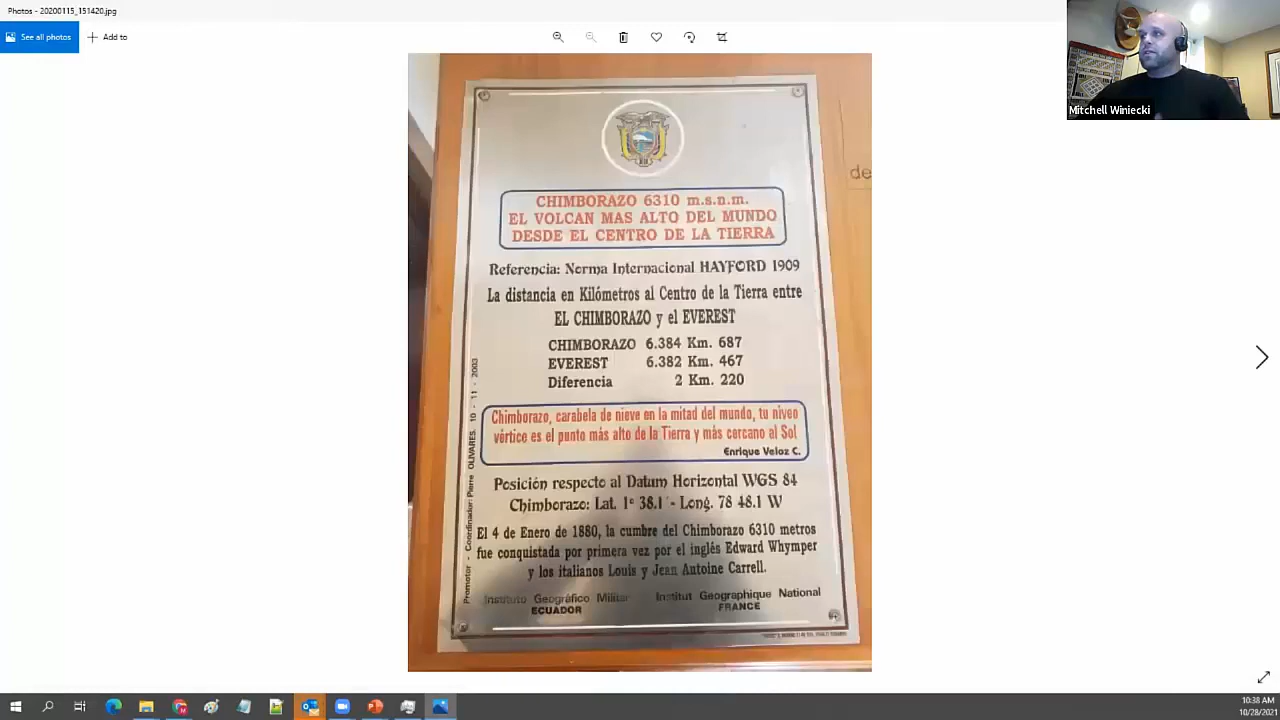 Photos - 20200115_151420.jpg
See all photos
Add to
Mitchell Winiecki
de
CHIMBORAZO 6310 m.s.n.m.
EL VOLCAN MAS ALTO DEL MUNDO
DESDE EL CENTRO DE LA TIERRA
Referencia: Norma Internacional HAYFORD 1909
La distancia en Kilómetros al Centro de la Tierra entre
EL CHIMBORAZO y el EVEREST
CHIMBORAZO 6.384 Km. 687
EVEREST 6.382 Km. 467
Diferencia 2 Km. 220
Chimborazo, carabela de nieve en la mitad del mundo, tu niveo
vértice es el punto más alto de la Tierra y más cercano al Sol
Enrique Veloz C.
Posición respecto al Datum Horizontal WGS 84
Chimborazo: Lat. 1° 38.1´- Long. 78 48.1 W
El 4 de Enero de 1880, la cumbre del Chimborazo 6310 metros
fue conquistada por primera vez por el inglés Edward Whymper
y los italianos Louis y Jean Antoine Carrell.
Instituto Geográfico Militar
ECUADOR
Institut Geographique National
FRANCE
Promotor - Coordinador: Pierre OLIVARES. 10 - 11 - 2003
10:38 AM
10/28/2021